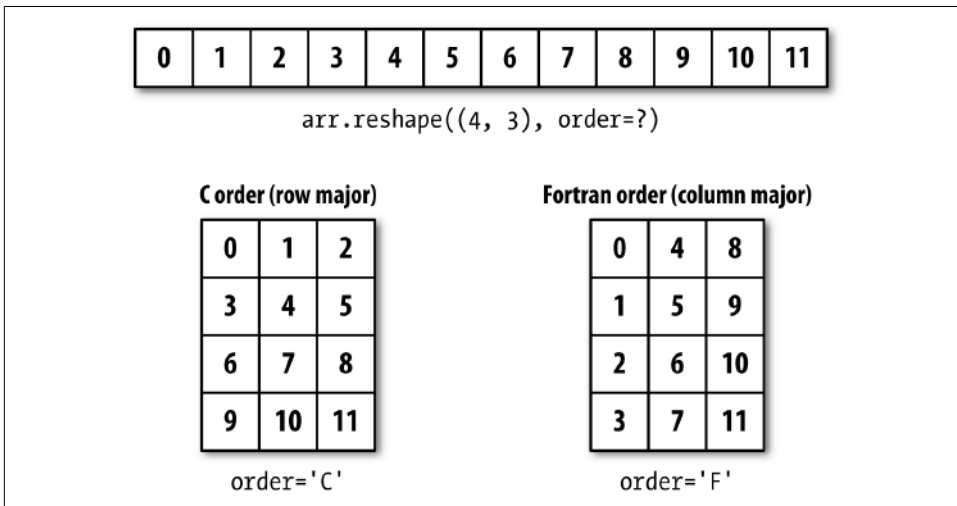 0 1 2 3 4 5 6 7 8 9 10 11
arr.reshape((4, 3), order=?)
C order (row major)
0 1 2
3 4 5
6 7 8
9 10 11
order='C'
Fortran order (column major)
0 4 8
1 5 9
2 6 10
3 7 11
order='F'